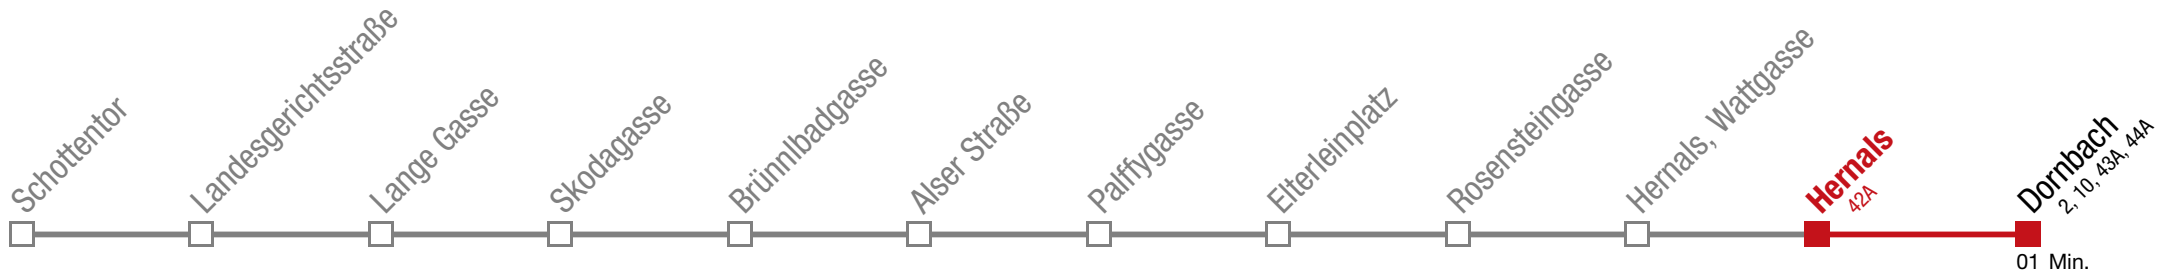 Schottentor
Landesgerichtsstraße
Lange Gasse
Skodagasse
Brünnlbadgasse
Alser Straße
Palffygasse
Elterleinplatz
Rosensteingasse
Hernals, Wattgasse
Hernals
42A
Dornbach
2, 10, 43A, 44A
01 Min.